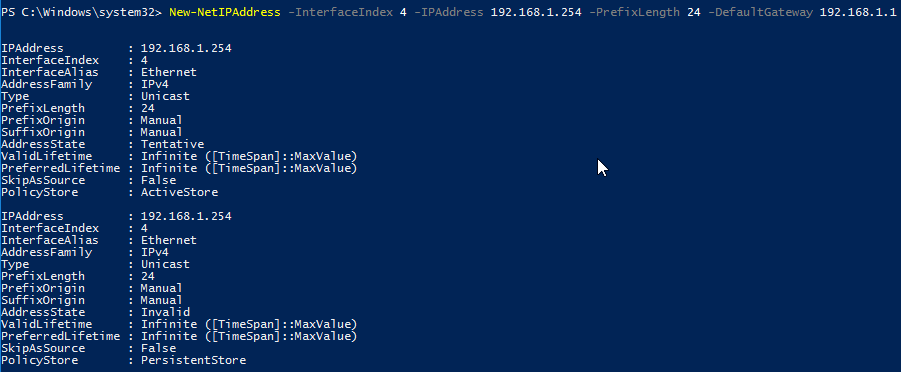 PS C:\Windows\system32> New-NetIPAddress -InterfaceIndex 4 -IPAddress 192.168.1.254 -PrefixLength 24 -DefaultGateway 192.168.1.1
IPAddress         : 192.168.1.254
InterfaceIndex    : 4
InterfaceAlias    : Ethernet
AddressFamily     : IPv4
Type              : Unicast
PrefixLength      : 24
PrefixOrigin      : Manual
SuffixOrigin      : Manual
AddressState      : Tentative
ValidLifetime     : Infinite ([TimeSpan]::MaxValue)
PreferredLifetime : Infinite ([TimeSpan]::MaxValue)
SkipAsSource      : False
PolicyStore       : ActiveStore
IPAddress         : 192.168.1.254
InterfaceIndex    : 4
InterfaceAlias    : Ethernet
AddressFamily     : IPv4
Type              : Unicast
PrefixLength      : 24
PrefixOrigin      : Manual
SuffixOrigin      : Manual
AddressState      : Invalid
ValidLifetime     : Infinite ([TimeSpan]::MaxValue)
PreferredLifetime : Infinite ([TimeSpan]::MaxValue)
SkipAsSource      : False
PolicyStore       : PersistentStore